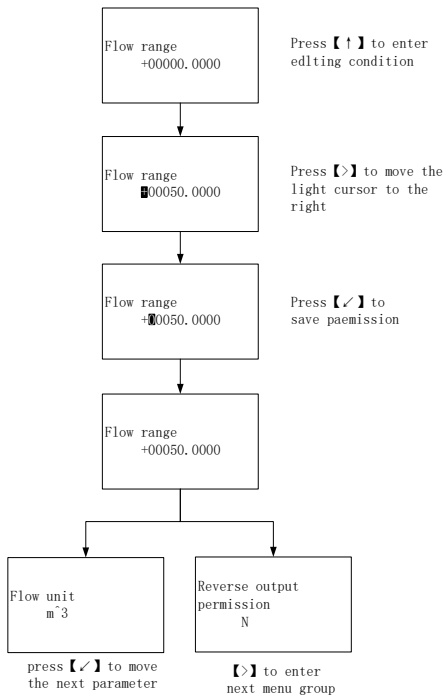 Flow range
+00000.0000
Press【↑】to enter
edlting condition
Flow range
+00050.0000
Press【>】to move the
light cursor to the
right
Flow range
+00050.0000
Press【↙】to
save paemission
Flow range
+00050.0000
Flow unit
m^3
press【↙】to move
the next parameter
Reverse output
permission
N
【>】to enter
next menu group